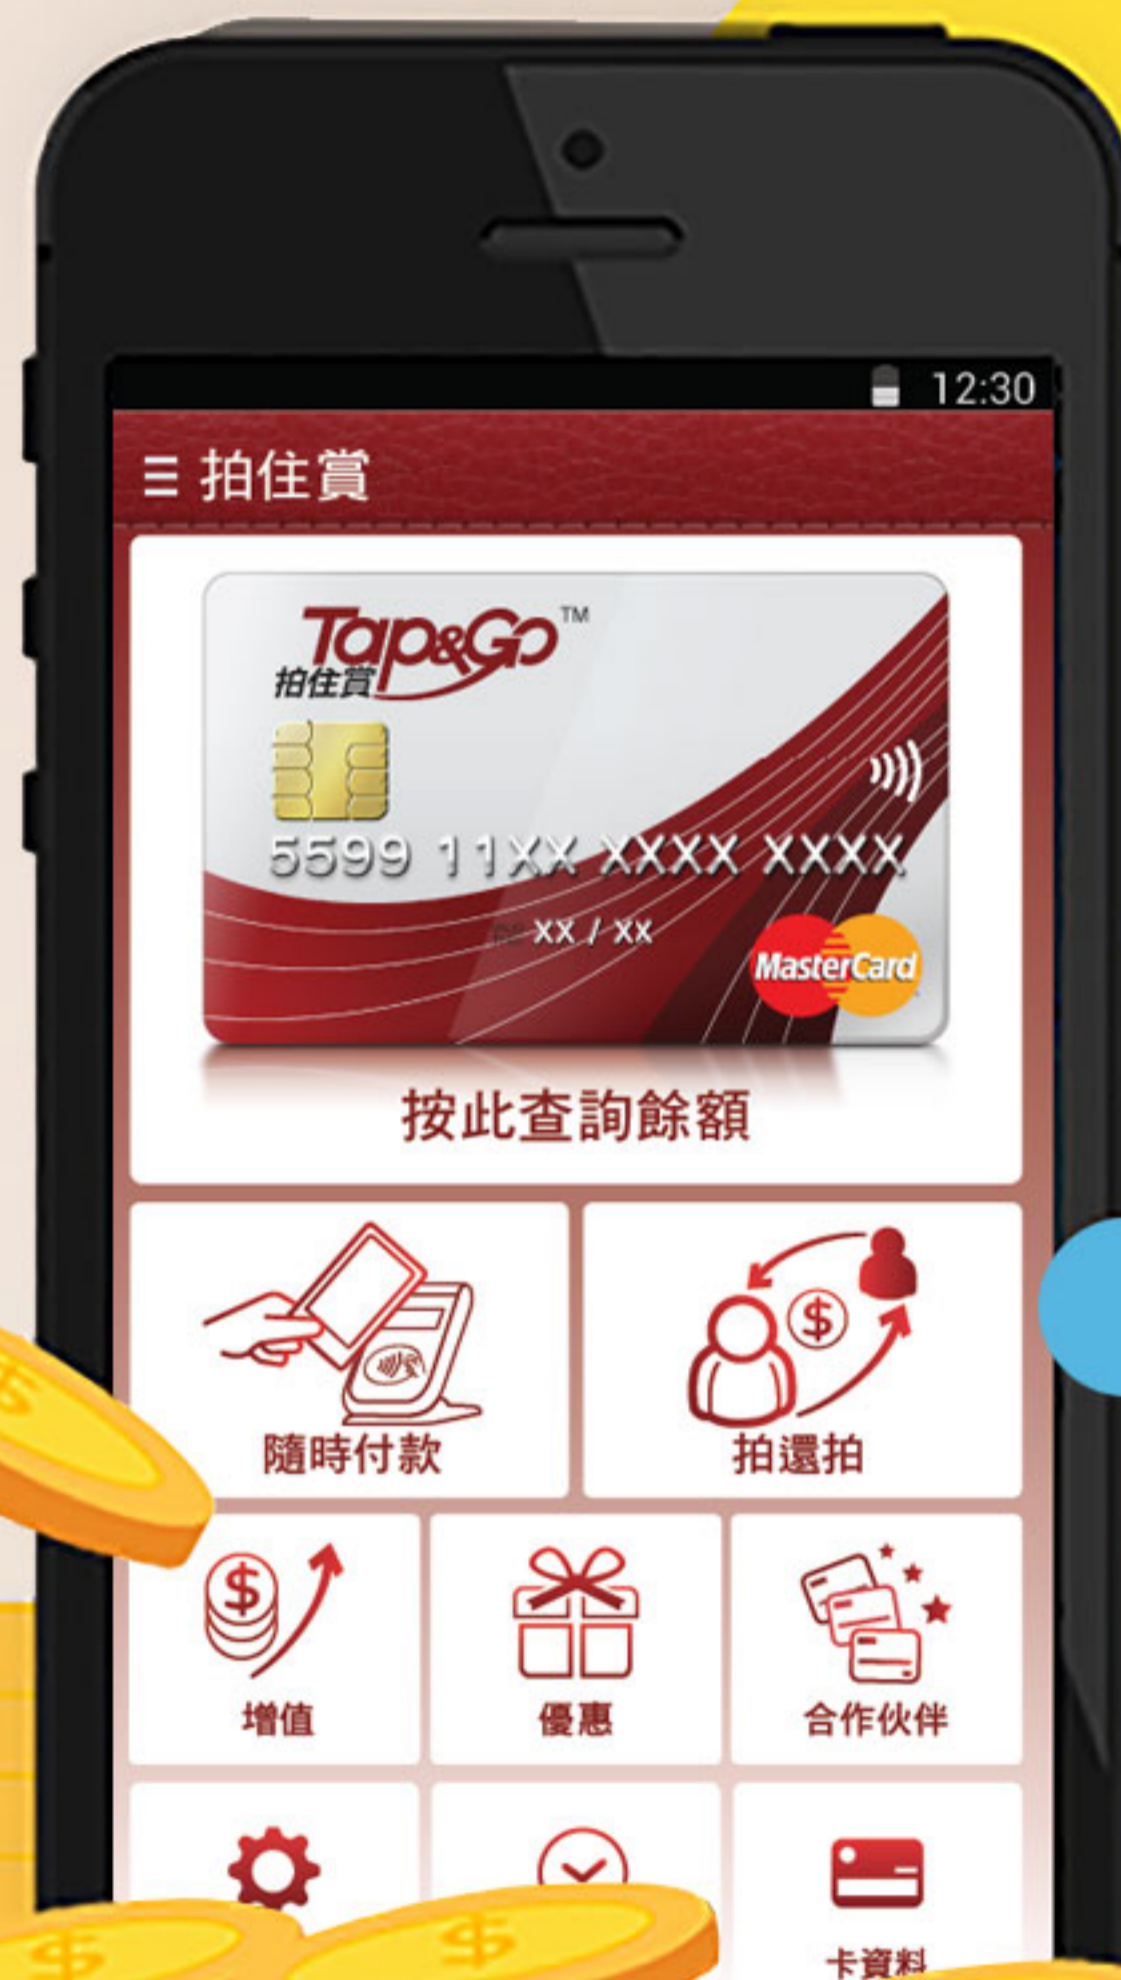 12:30
拍住賞
Tap&Go™
拍住賞
5599 11XX XXXX XXXX
XX / XX
MasterCard
按此查詢餘額
隨時付款
拍還拍
增值
優惠
合作伙伴
卡資料